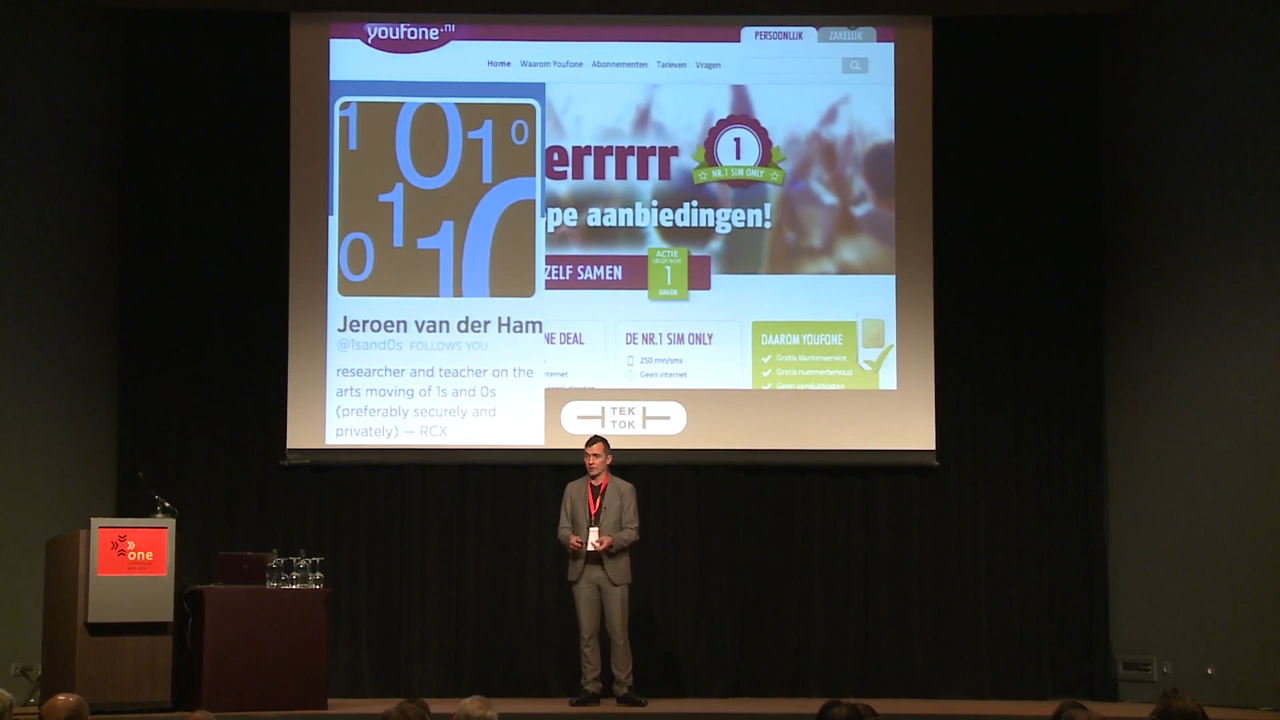 youfone.nl
PERSOONLIJK
ZAKELIJK
Home Waarom Youfone Abonnementen Tarieven Vragen
1 0 1 0
1
0 1 0
errrrr
1
NR.1 SIM ONLY
pe aanbiedingen!
ZELF SAMEN
ACTIE
1
DAGEN
Jeroen van der Ham
@1sand0s FOLLOWS YOU
researcher and teacher on the
arts moving of 1s and 0s
(preferably securely and
privately) — RCX
NE DEAL
DE NR.1 SIM ONLY
250 min/sms
Geen internet
DAAROM YOUFONE
Gratis klantenservice
Gratis nummerbehoud
Geen aansluitkosten
TEK
TOK
one